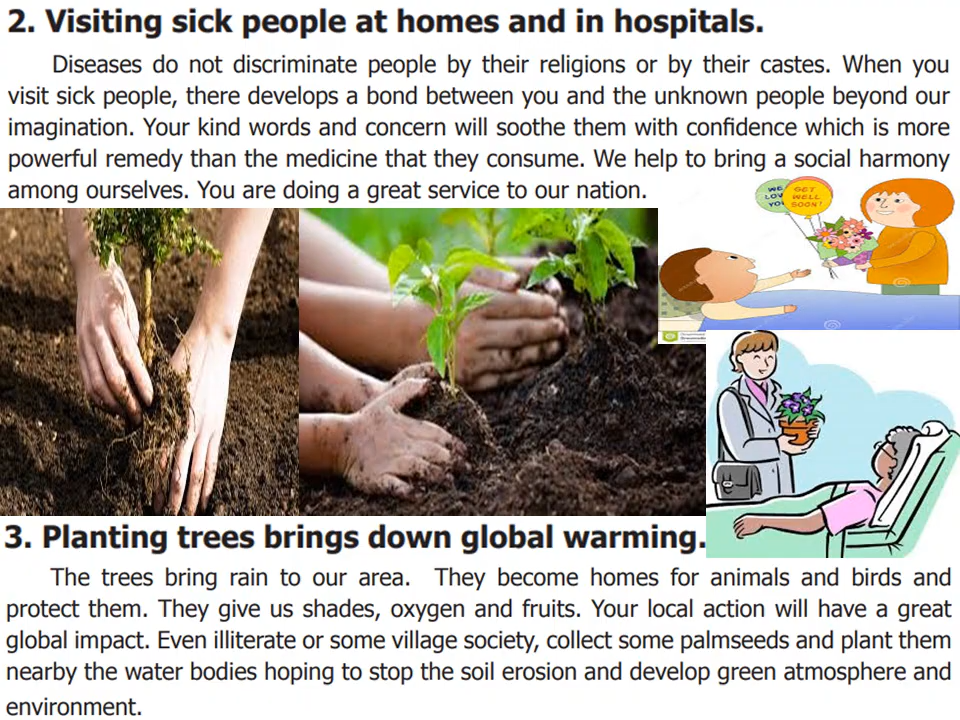 2. Visiting sick people at homes and in hospitals.
Diseases do not discriminate people by their religions or by their castes. When you
visit sick people, there develops a bond between you and the unknown people beyond our
imagination. Your kind words and concern will soothe them with confidence which is more
powerful remedy than the medicine that they consume. We help to bring a social harmony
among ourselves. You are doing a great service to our nation.
WE
LOVE
YOU
GET
WELL
SOON!
3. Planting trees brings down global warming.
The trees bring rain to our area. They become homes for animals and birds and
protect them. They give us shades, oxygen and fruits. Your local action will have a great
global impact. Even illiterate or some village society, collect some palmseeds and plant them
nearby the water bodies hoping to stop the soil erosion and develop green atmosphere and
environment.